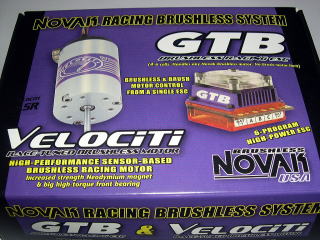 NOVAK RACING BRUSHLESS SYSTEM
GTB
BRUSHLESS RACING ESC
BRUSHLESS & BRUSH
MOTOR CONTROL
FROM A SINGLE ESC
GTB
5R
VELOCITI
RACE-TUNED BRUSHLESS MOTOR
HIGH-PERFORMANCE SENSOR-BASED
BRUSHLESS RACING MOTOR
Increased strength Neodymium magnet
& big high torque front bearing
6-PROGRAM
HIGH-POWER ESC
BRUSHLESS
NOVAK
USA
NOVAK RACING BRUSHLESS SYSTEM
GTB & VELOCITI